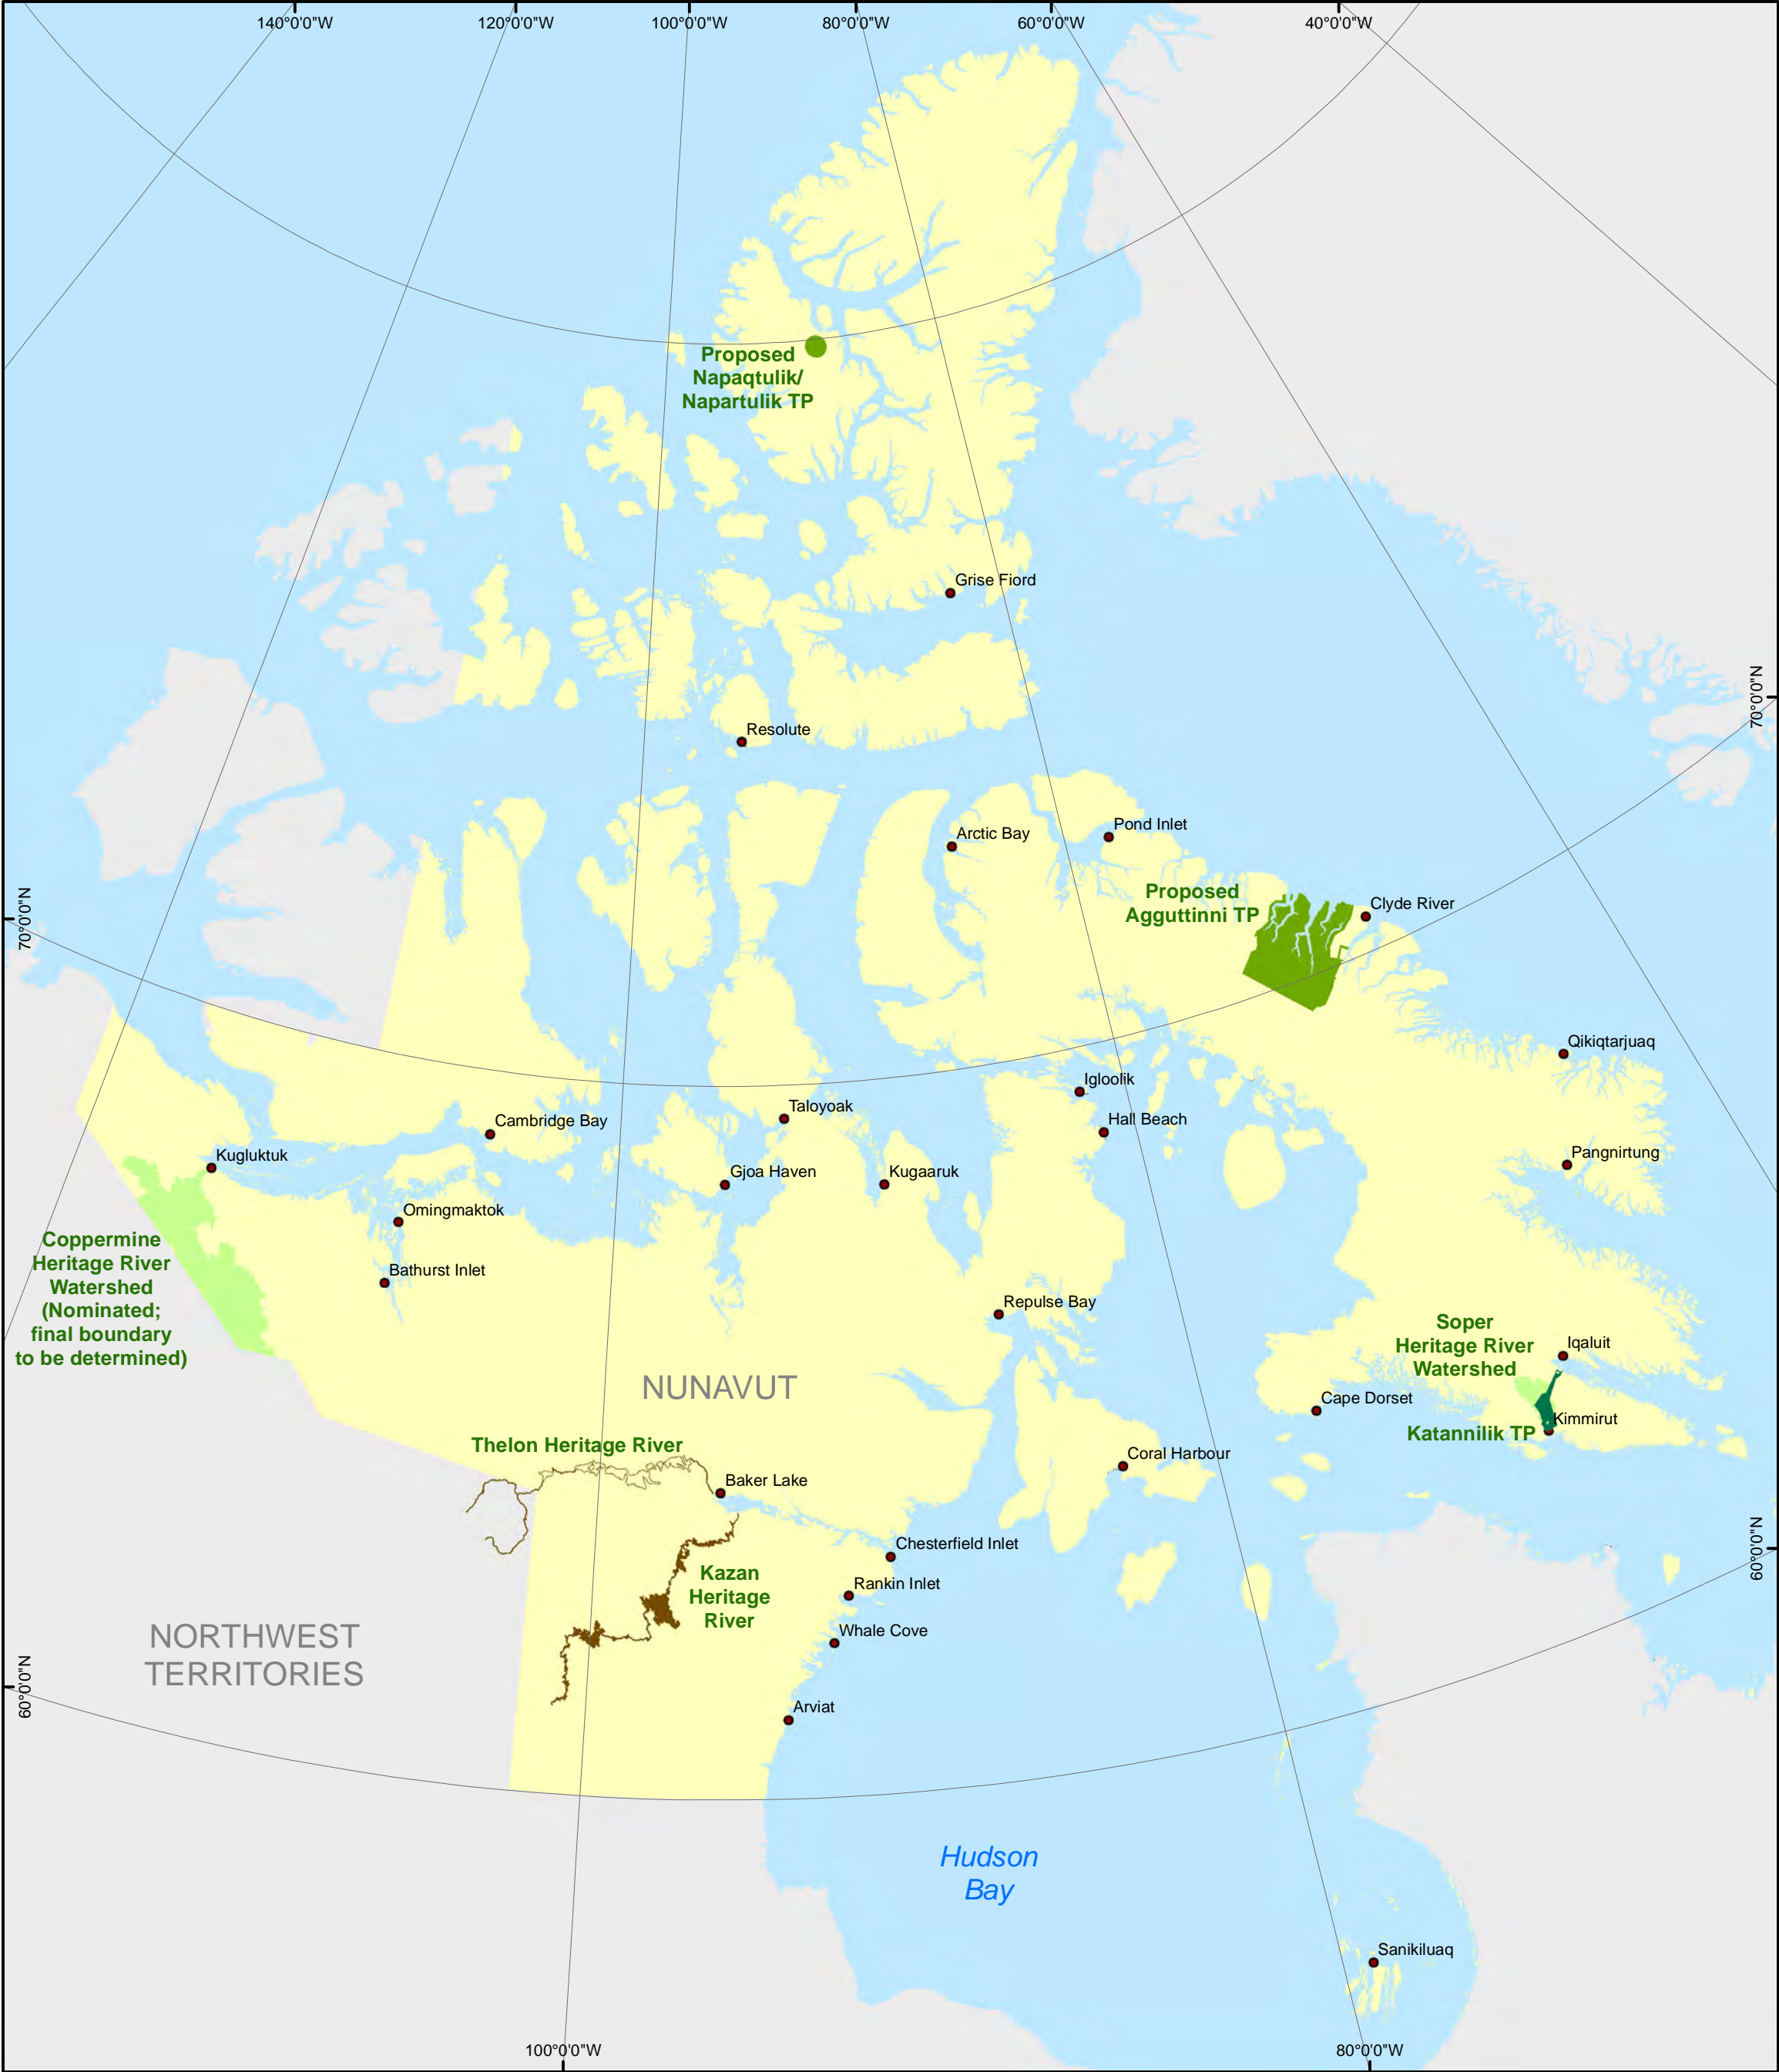 140°0'0"W
120°0'0"W
100°0'0"W
80°0'0"W
60°0'0"W
40°0'0"W
Proposed
Napaqtulik/
Napartulik TP
Grise Fiord
70°0'0"N
Resolute
Pond Inlet
Arctic Bay
Proposed
Agguttinni TP
Clyde River
70°0'0"N
Qikiqtarjuaq
Igloolik
Taloyoak
Hall Beach
Cambridge Bay
Kugluktuk
Pangnirtung
Gjoa Haven
Kugaaruk
Omingmaktok
Coppermine
Heritage River
Watershed
(Nominated;
final boundary
to be determined)
Bathurst Inlet
Repulse Bay
Soper
Heritage River
Watershed
Iqaluit
NUNAVUT
Cape Dorset
Kimmirut
Katannilik TP
Thelon Heritage River
Coral Harbour
Baker Lake
Chesterfield Inlet
60°0'0"N
Kazan
Heritage
River
Rankin Inlet
Whale Cove
NORTHWEST
TERRITORIES
60°0'0"N
Arviat
Hudson
Bay
Sanikiluaq
100°0'0"W
80°0'0"W